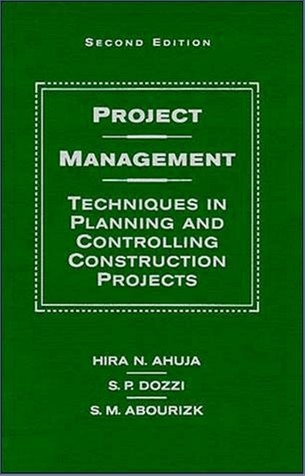 SECOND EDITION
PROJECT
MANAGEMENT
TECHNIQUES IN
PLANNING AND
CONTROLLING
CONSTRUCTION
PROJECTS
HIRA N. AHUJA
S. P. DOZZI
S. M. ABOURIZK